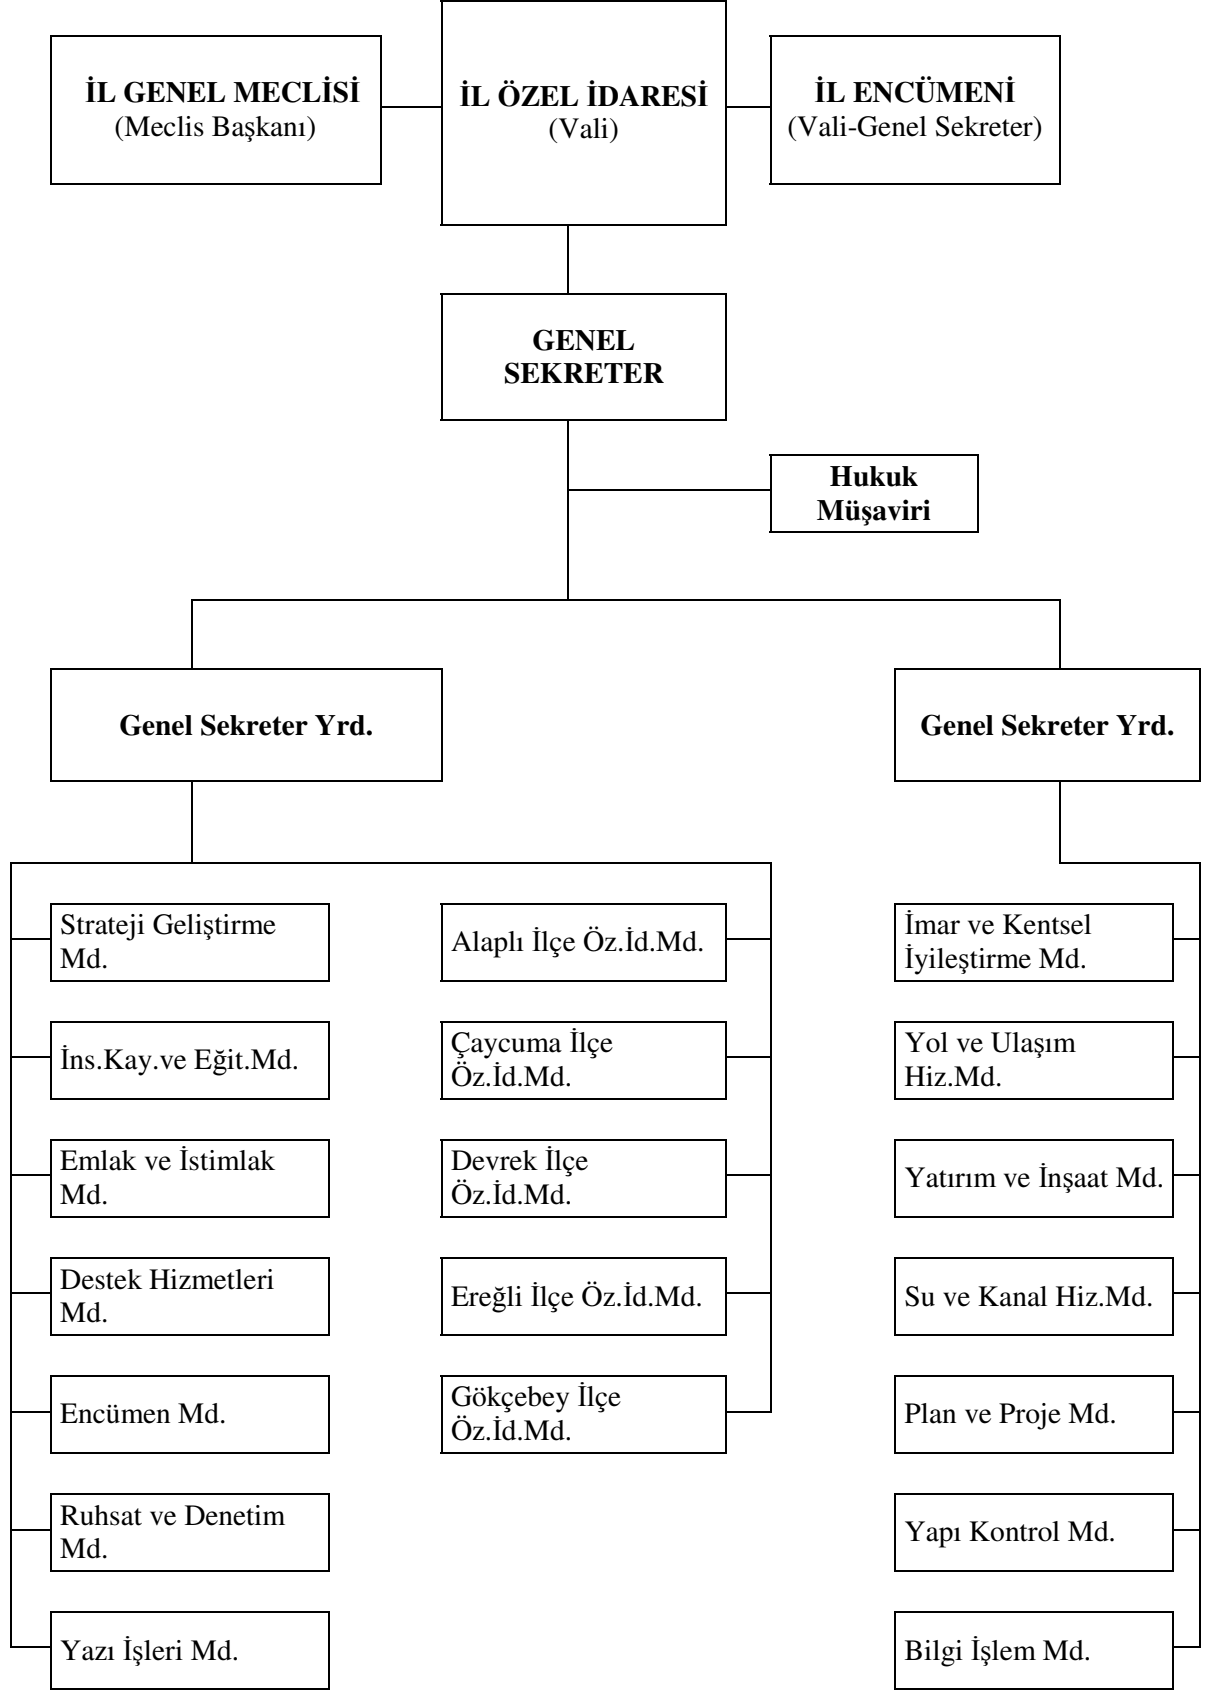 İL GENEL MECLİSİ
(Meclis Başkanı)
İL ÖZEL İDARESİ
(Vali)
İL ENCÜMENİ
(Vali-Genel Sekreter)
GENEL
SEKRETER
Hukuk
Müşaviri
Genel Sekreter Yrd.
Genel Sekreter Yrd.
Strateji Geliştirme
Md.
İns.Kay.ve Eğit.Md.
Emlak ve İstimlak
Md.
Destek Hizmetleri
Md.
Encümen Md.
Ruhsat ve Denetim
Md.
Yazı İşleri Md.
Alaplı İlçe Öz.İd.Md.
Çaycuma İlçe
Öz.İd.Md.
Devrek İlçe
Öz.İd.Md.
Ereğli İlçe Öz.İd.Md.
Gökçebey İlçe
Öz.İd.Md.
İmar ve Kentsel
İyileştirme Md.
Yol ve Ulaşım
Hiz.Md.
Yatırım ve İnşaat Md.
Su ve Kanal Hiz.Md.
Plan ve Proje Md.
Yapı Kontrol Md.
Bilgi İşlem Md.